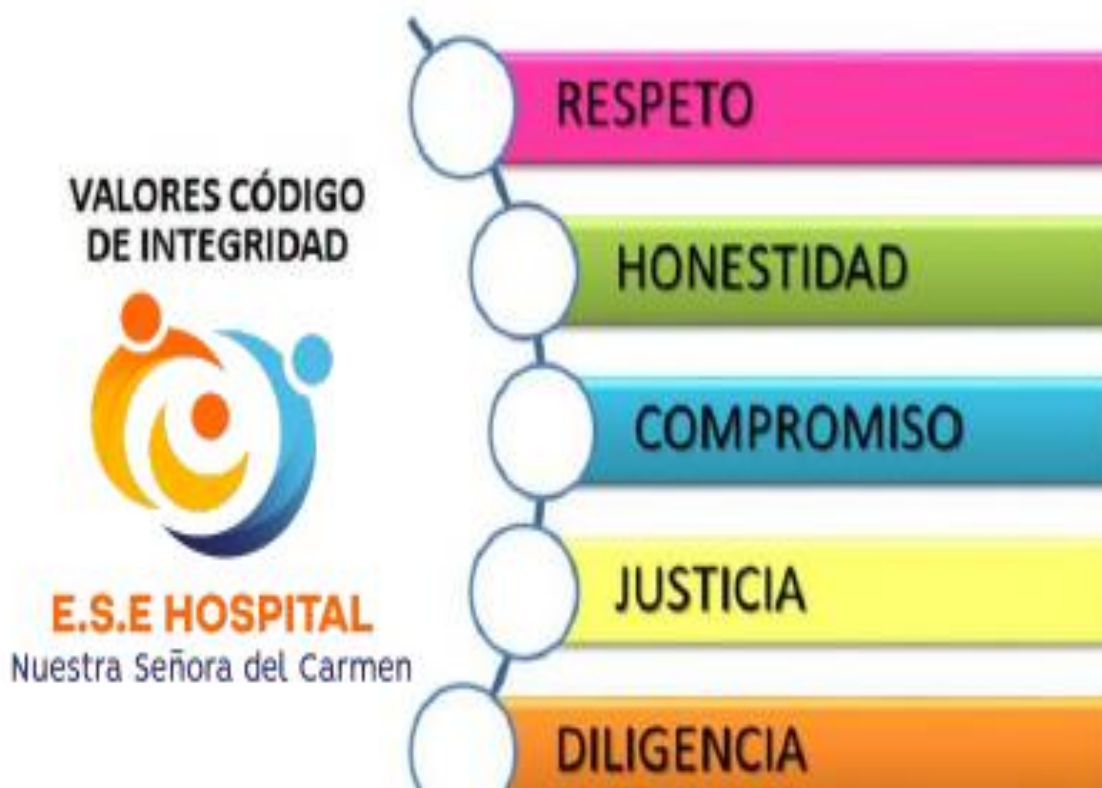 VALORES CÓDIGO
DE INTEGRIDAD
E.S.E HOSPITAL
Nuestra Señora del Carmen
RESPETO
HONESTIDAD
COMPROMISO
JUSTICIA
DILIGENCIA